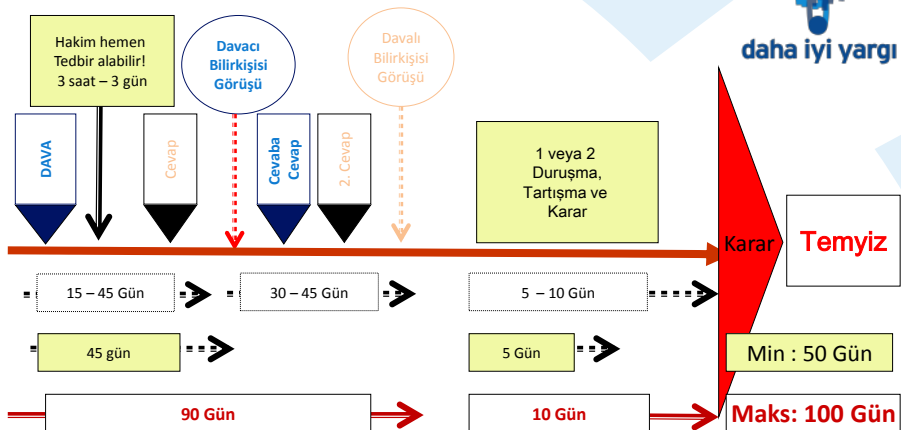 Hakim hemen
Tedbir alabilir!
3 saat – 3 gün
Davacı
Bilirkişisi
Görüşü
Davalı
Bilirkişisi
Görüşü
daha iyi yargı
DAVA
Cevap
Cevaba
Cevap
2. Cevap
1 veya 2
Duruşma,
Tartışma ve
Karar
Karar
Temyiz
15 – 45 Gün
30 – 45 Gün
5 – 10 Gün
45 gün
5 Gün
Min : 50 Gün
90 Gün
10 Gün
Maks: 100 Gün